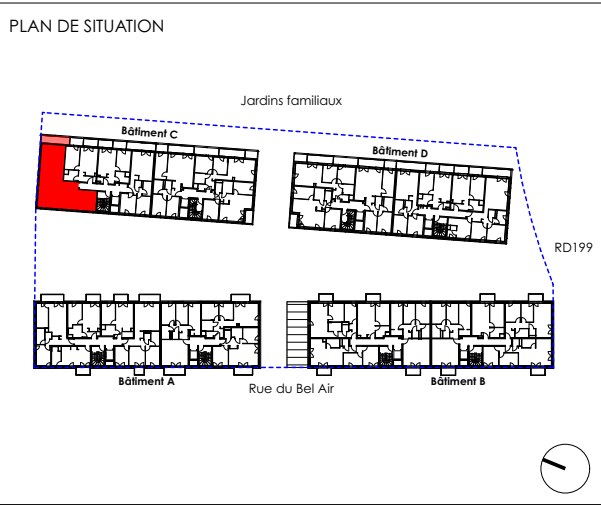 PLAN DE SITUATION
Jardins familiaux
Bâtiment C
Bâtiment D
RD199
Bâtiment A
Rue du Bel Air
Bâtiment B